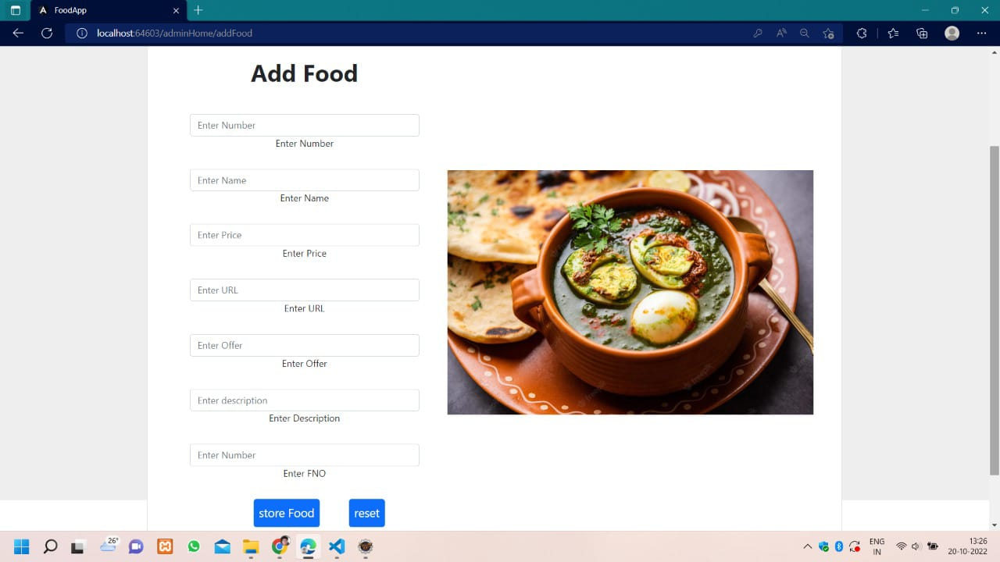 FoodApp
localhost:64603/adminHome/addFood
Add Food
Enter Number
Enter Number
Enter Name
Enter Name
Enter Price
Enter Price
Enter URL
Enter URL
Enter Offer
Enter Offer
Enter description
Enter Description
Enter Number
Enter FNO
store Food
reset
26°
ENG
IN
13:26
20-10-2022